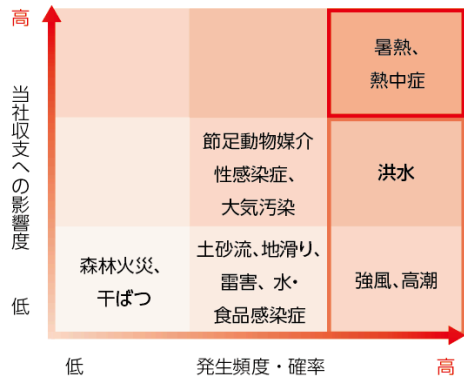 高
当社収支への影響度
低
暑熱、
熱中症
節足動物媒介
性感染症、
大気汚染
洪水
森林火災、
干ばつ
土砂流、地滑り、
雷害、水・
食品感染症
強風、高潮
低
発生頻度・確率
高